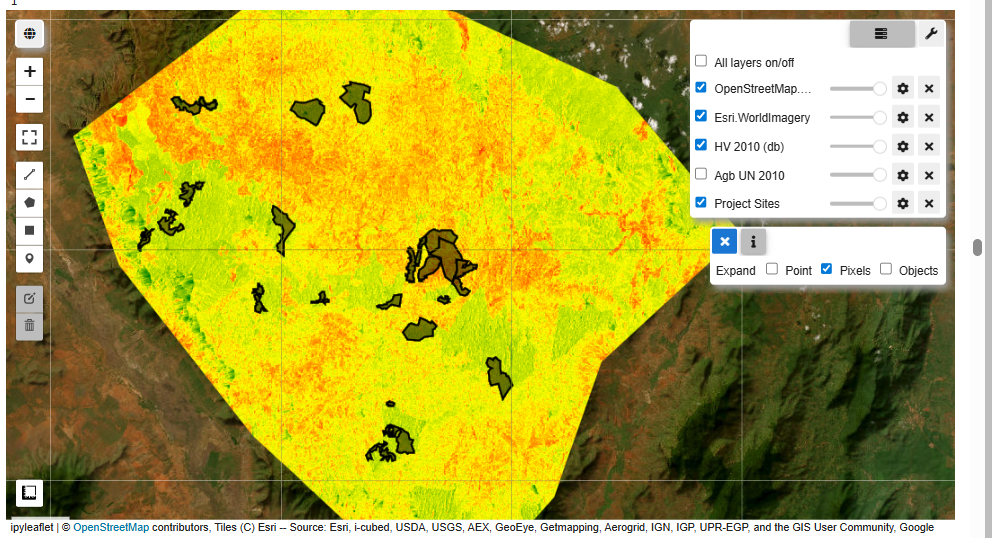 1
All layers on/off
OpenStreetMap....
Esri.WorldImagery
HV 2010 (db)
Agb UN 2010
Project Sites
Expand Point Pixels Objects
ipyleaflet | © OpenStreetMap contributors, Tiles (C) Esri -- Source: Esri, i-cubed, USDA, USGS, AEX, GeoEye, Getmapping, Aerogrid, IGN, IGP, UPR-EGP, and the GIS User Community, Google